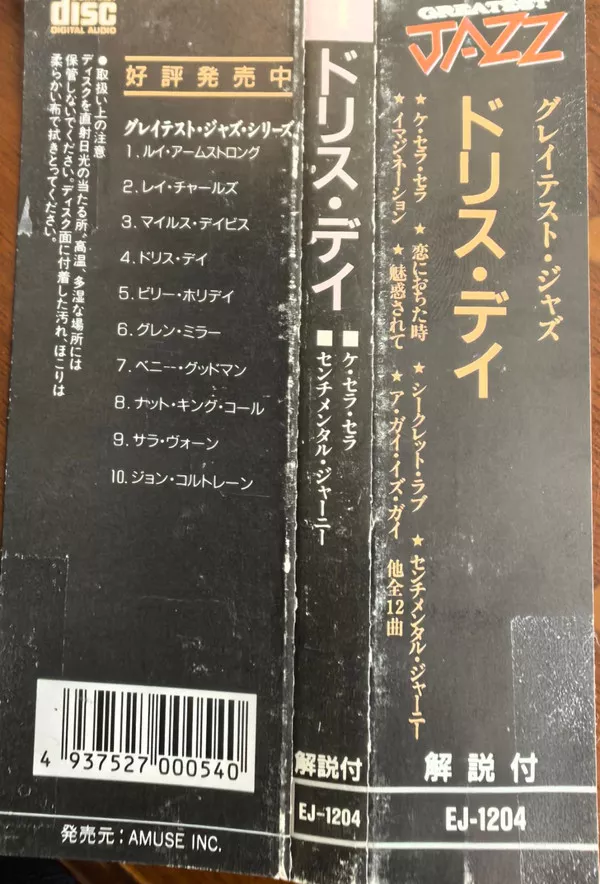 disc
DIGITAL AUDIO
好評発売中
グレイテスト・ジャズ・シリーズ
1.ルイ・アームストロング
2.レイ・チャールズ
3.マイルス・デイビス
4.ドリス・デイ
5.ビリー・ホリデイ
6.グレン・ミラー
7.ベニー・グッドマン
8.ナット・キング・コール
9.サラ・ヴォーン
10.ジョン・コルトレーン
●取扱い上の注意
ディスクを直射日光の当たる所、高温、多湿な場所には
保管しないでください。ディスク面に付着した汚れ、ほこりは
柔らかい布で拭きとってください。
4 937527 000540
発売元:AMUSE INC.
ドリス・デイ
■ケ・セラ・セラ
■センチメンタル・ジャーニー
解説付
EJ-1204
GREATEST
JAZZ
グレイテスト・ジャズ
ドリス・デイ
★ケ・セラ・セラ ★恋におちた時 ★シークレット・ラブ ★センチメンタル・ジャーニー
★イマジネーション ★魅惑されて ★ア・ガイ・イズ・ガイ 他全12曲
解説付
EJ-1204